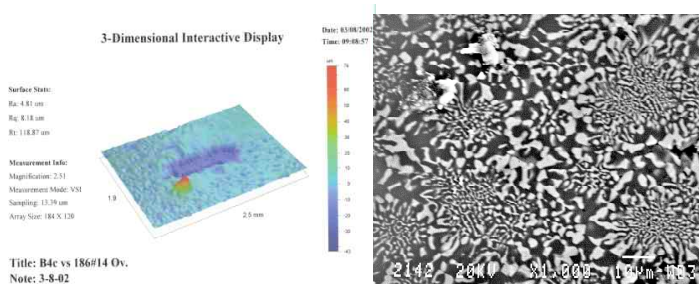 3-Dimensional Interactive Display
Date: 03/08/2002
Time: 09:08:57
Surface Stats:
Ra: 4.81 um
Rq: 8.18 um
Rt: 118.87 um
Measurement Info:
Magnification: 2.51
Measurement Mode: VSI
Sampling: 13.39 um
Array Size: 184 X 120
um
1.9
2.5 mm
Title: B4c vs 186#14 Ov.
Note: 3-8-02
2142 20KV X1,000 10µm WD3